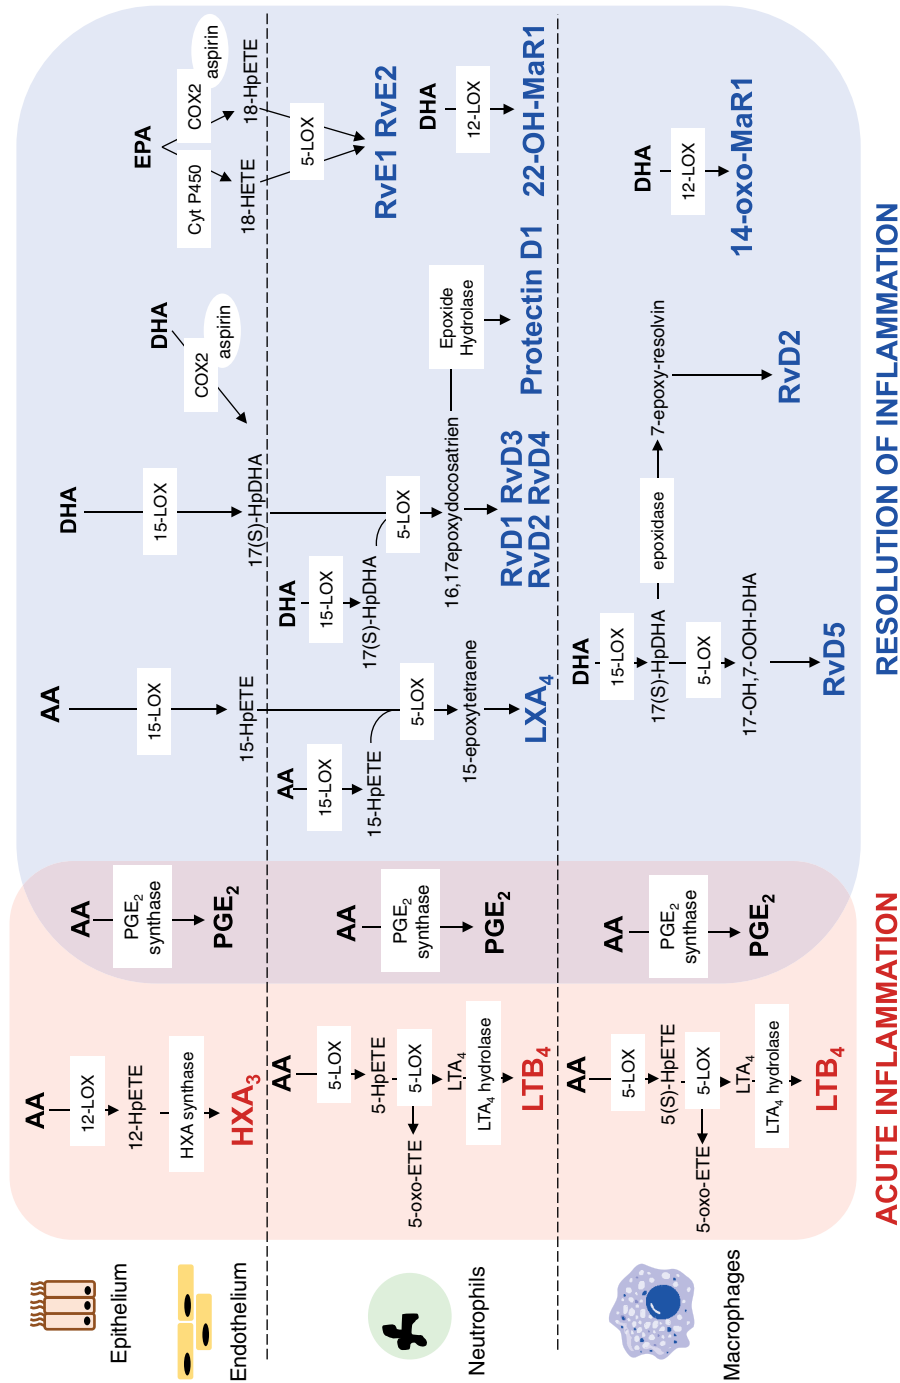 Epithelium
Endothelium
AA
12-LOX
12-HpETE
HXA synthase
HXA3
AA
PGE2
synthase
PGE2
AA
15-LOX
15-HpETE
DHA
15-LOX
17(S)-HpDHA
DHA
COX2
aspirin
EPA
Cyt P450
COX2
aspirin
18-HETE
18-HpETE
5-LOX
RvE1 RvE2
Neutrophils
AA
5-LOX
5-HpETE
5-LOX
5-oxo-ETE
LTA4
LTA4 hydrolase
LTB4
AA
PGE2
synthase
PGE2
AA
15-LOX
15-HpETE
5-LOX
15-epoxytetraene
LXA4
DHA
15-LOX
17(S)-HpDHA
5-LOX
16,17epoxydocosatrien
RvD1 RvD3
RvD2 RvD4
Epoxide
Hydrolase
Protectin D1
DHA
12-LOX
22-OH-MaR1
Macrophages
AA
5-LOX
5(S)-HpETE
5-LOX
5-oxo-ETE
LTA4
LTA4 hydrolase
LTB4
AA
PGE2
synthase
PGE2
DHA
15-LOX
17(S)-HpDHA
epoxidase
7-epoxy-resolvin
5-LOX
17-OH,7-OOH-DHA
RvD5
RvD2
DHA
12-LOX
14-oxo-MaR1
ACUTE INFLAMMATION
RESOLUTION OF INFLAMMATION